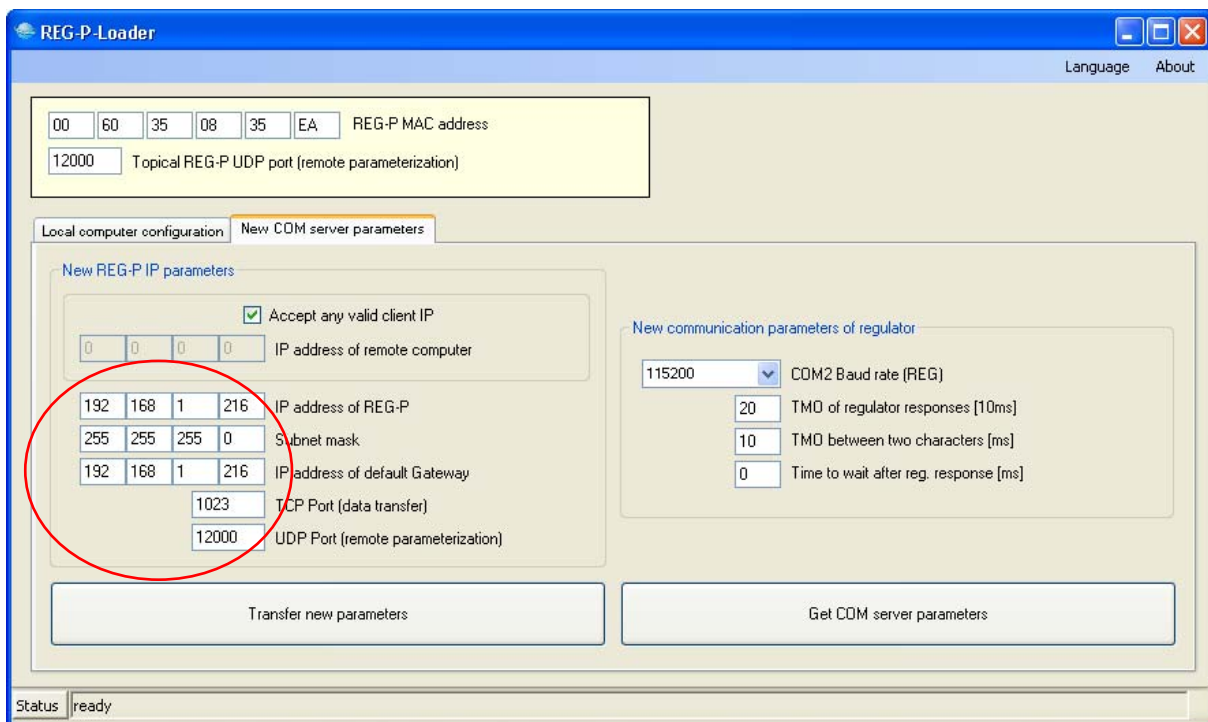 REG-P-Loader
Language About
00 60 35 08 35 EA REG-P MAC address
12000 Topical REG-P UDP port (remote parameterization)
Local computer configuration New COM server parameters
New REG-P IP parameters
Accept any valid client IP
0 0 0 0 IP address of remote computer
192 168 1 216 IP address of REG-P
255 255 255 0 Subnet mask
192 168 1 216 IP address of default Gateway
1023 TCP Port (data transfer)
12000 UDP Port (remote parameterization)
New communication parameters of regulator
115200 COM2 Baud rate (REG)
20 TMO of regulator responses [10ms]
10 TMO between two characters [ms]
0 Time to wait after reg. response [ms]
Transfer new parameters Get COM server parameters
Status ready